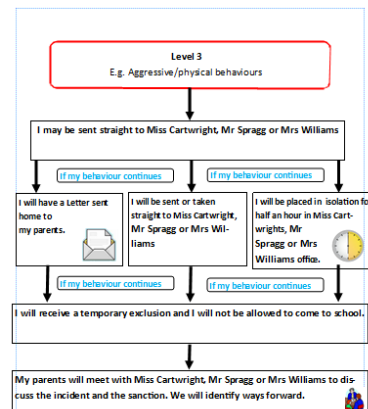 Level 3
E.g. Aggressive/physical behaviours
I may be sent straight to Miss Cartwright, Mr Spragg or Mrs Williams
If my behaviour continues
If my behaviour continues
I will have a Letter sent
home to
my parents.
I will be sent or taken
straight to Miss Cartwright,
Mr Spragg or Mrs Wil-
liams
I will be placed in isolation fo
half an hour in Miss Cart-
wrights, Mr
Spragg or Mrs
Williams office.
If my behaviour continues
If my behaviour continues
I will receive a temporary exclusion and I will not be allowed to come to school.
My parents will meet with Miss Cartwright, Mr Spragg or Mrs Williams to dis-
cuss the incident and the sanction. We will identify ways forward.